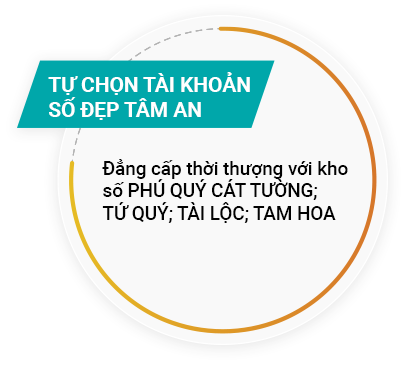 TỰ CHỌN TÀI KHOẢN
SỐ ĐẸP TÂM AN
Đẳng cấp thời thượng với kho
số PHÚ QUÝ CÁT TƯỜNG;
TỨ QUÝ; TÀI LỘC; TAM HOA